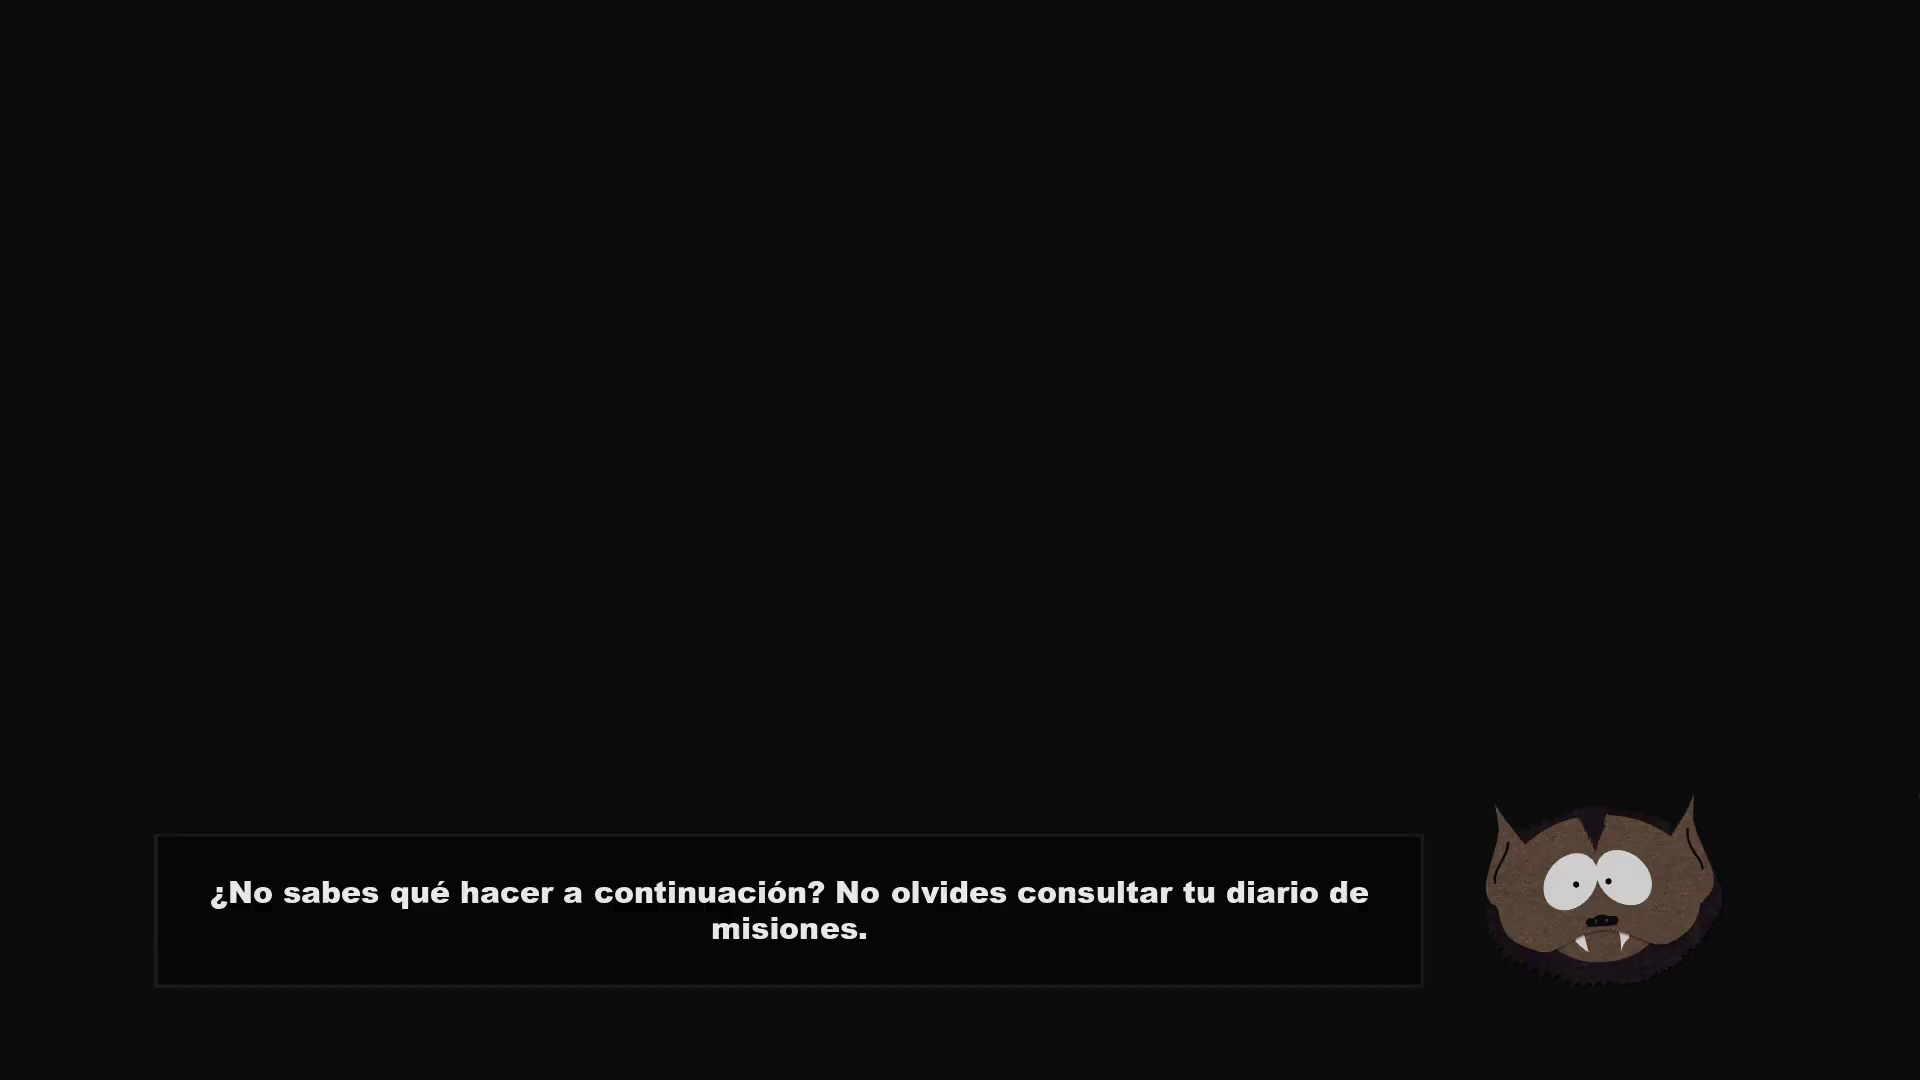 ¿No sabes qué hacer a continuación? No olvides consultar tu diario de
misiones.